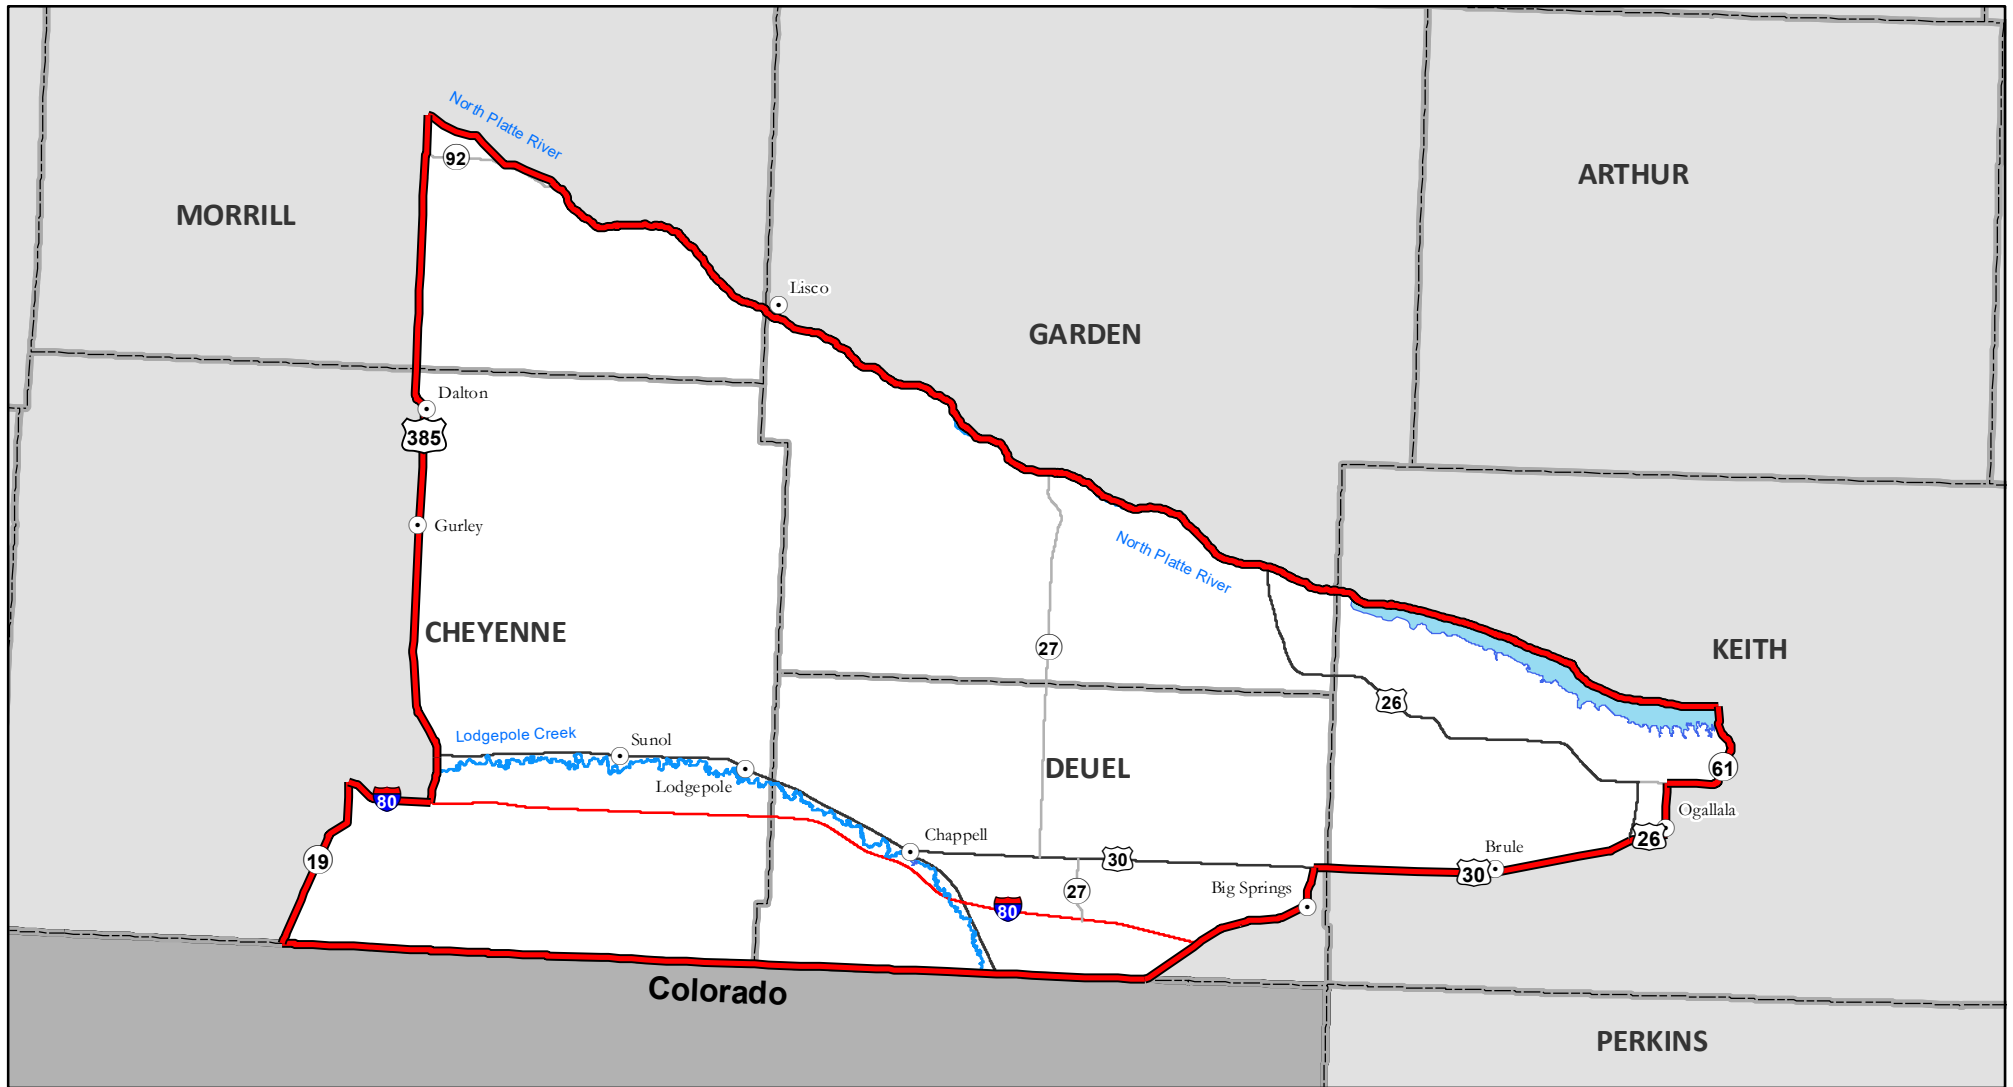 North Platte River
92
ARTHUR
MORRILL
Lisco
GARDEN
Dalton
385
Gurley
North Platte River
CHEYENNE
27
KEITH
26
Lodgepole Creek
Sunol
DEUEL
61
Lodgepole
80
Ogallala
Chappell
26
Brule
19
30
30
Big Springs
27
80
Colorado
PERKINS